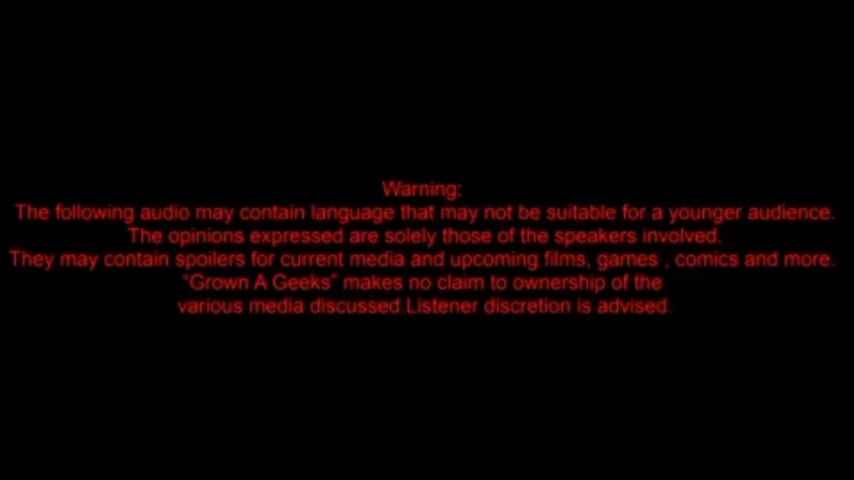 Warning:
The following audio may contain language that may not be suitable for a younger audience.
The opinions expressed are solely those of the speakers involved.
They may contain spoilers for current media and upcoming films, games , comics and more.
"Grown A Geeks" makes no claim to ownership of the
various media discussed.Listener discretion is advised.